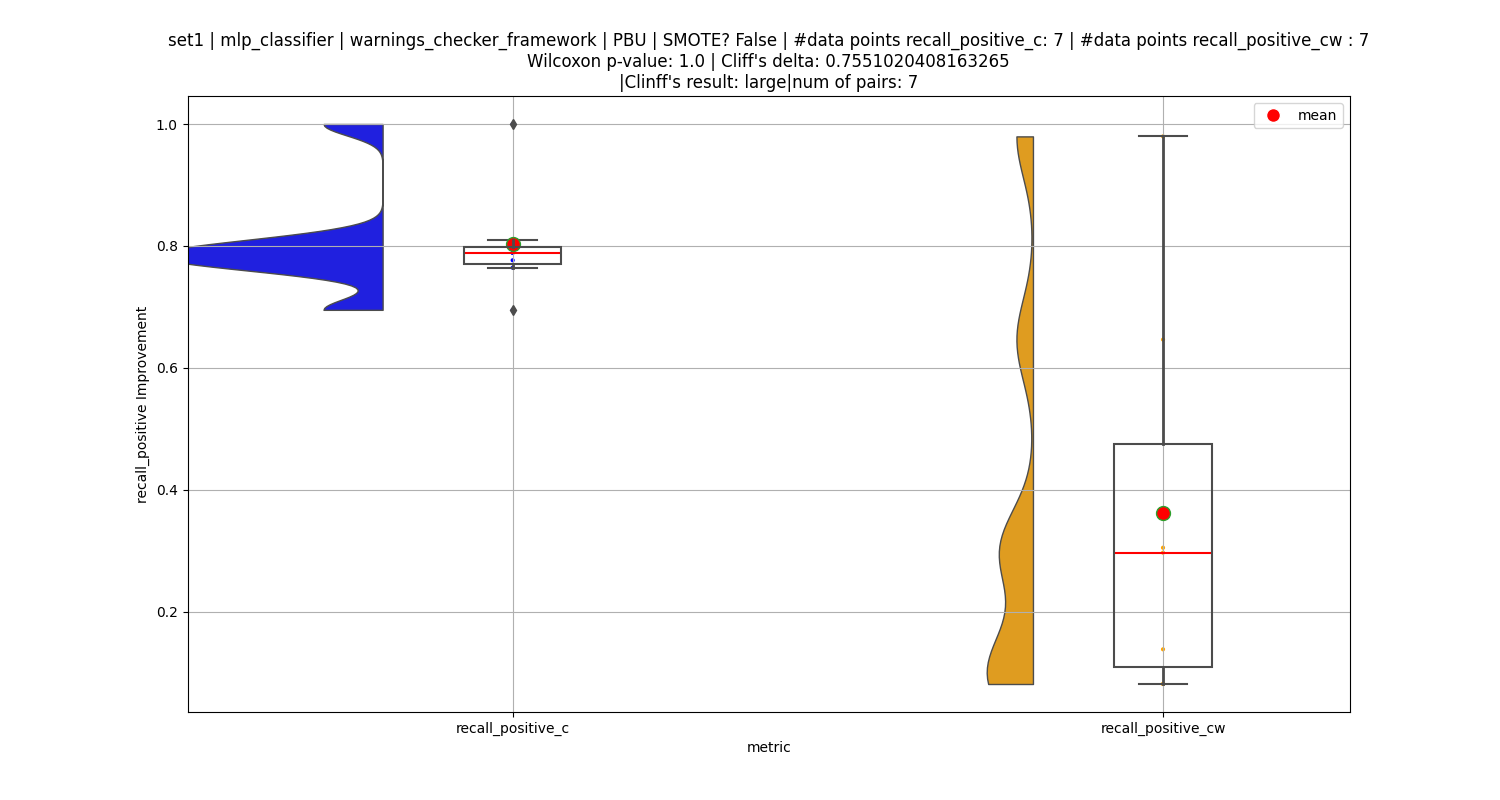 set1 | mlp_classifier | warnings_checker_framework | PBU | SMOTE? False | #data points recall_positive_c: 7 | #data points recall_positive_cw : 7
Wilcoxon p-value: 1.0 | Cliff's delta: 0.7551020408163265
|Clinff's result: large|num of pairs: 7
mean
1.0
0.8
0.6
0.4
0.2
recall_positive Improvement
recall_positive_c
recall_positive_cw
metric